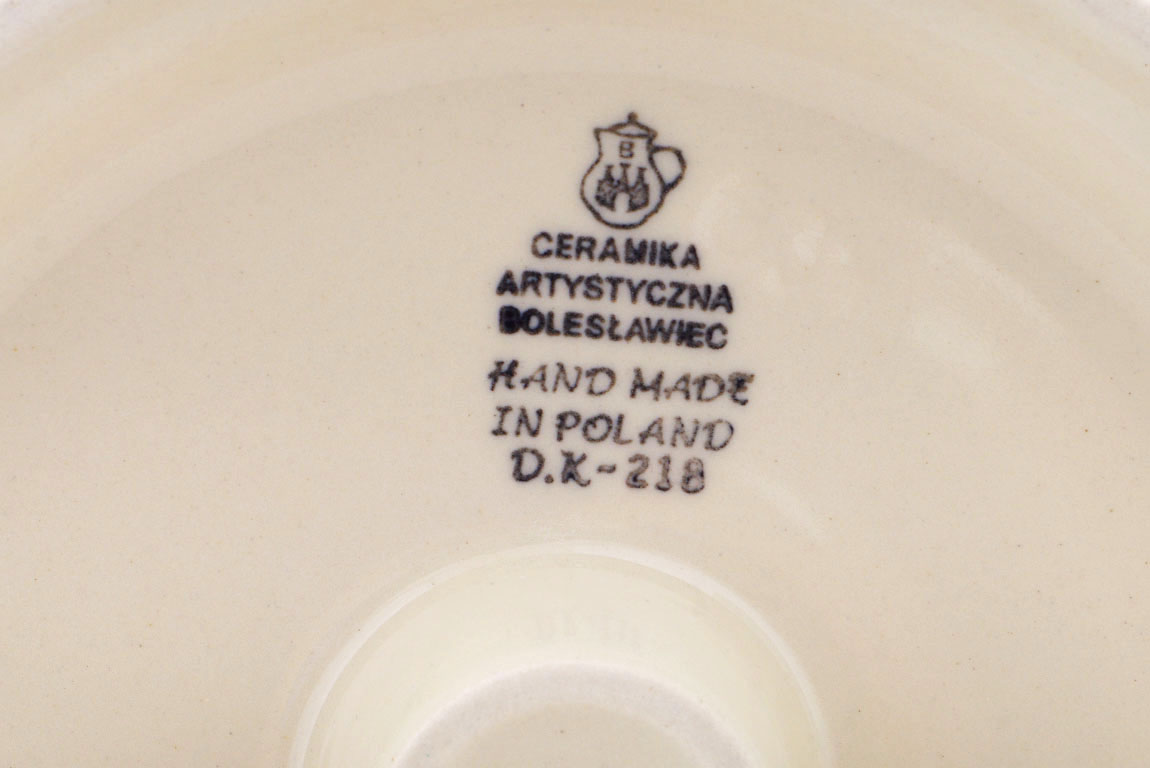 B
CERAMIKA
ARTYSTYCZNA
BOLESŁAWIEC
HAND MADE
IN POLAND
D.K-218